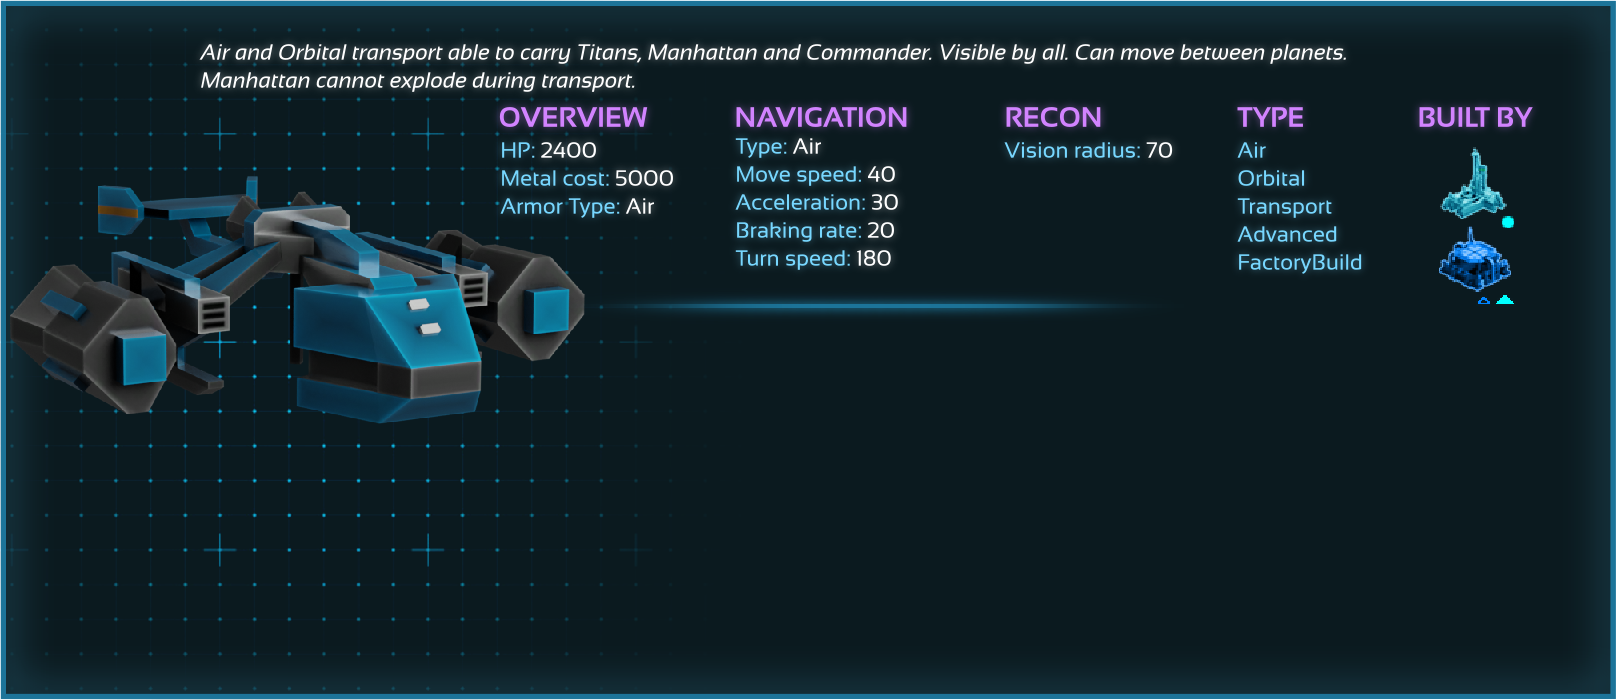 Air and Orbital transport able to carry Titans, Manhattan and Commander. Visible by all. Can move between planets.
Manhattan cannot explode during transport.
OVERVIEW
HP: 2400
Metal cost: 5000
Armor Type: Air
NAVIGATION
Type: Air
Move speed: 40
Acceleration: 30
Braking rate: 20
Turn speed: 180
RECON
Vision radius: 70
TYPE
Air
Orbital
Transport
Advanced
FactoryBuild
BUILT BY